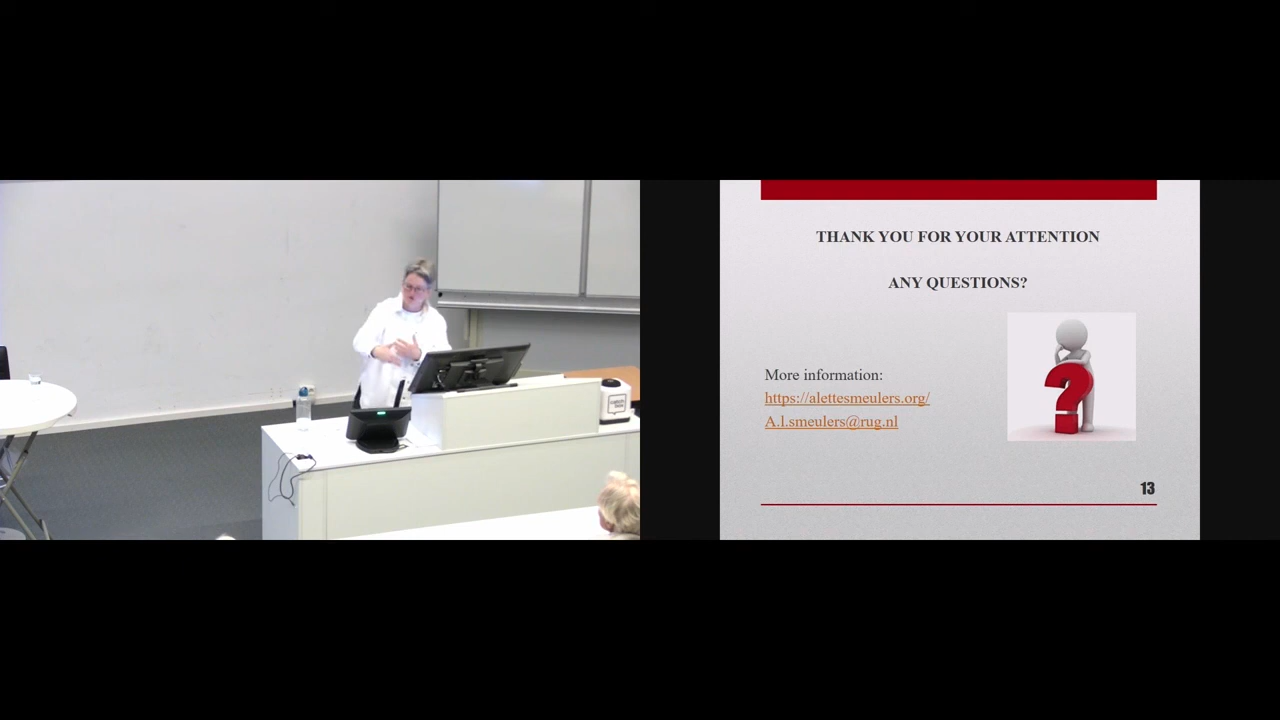 THANK YOU FOR YOUR ATTENTION
ANY QUESTIONS?
More information:
https://alettesmeulers.org/
A.l.smeulers@rug.nl
13